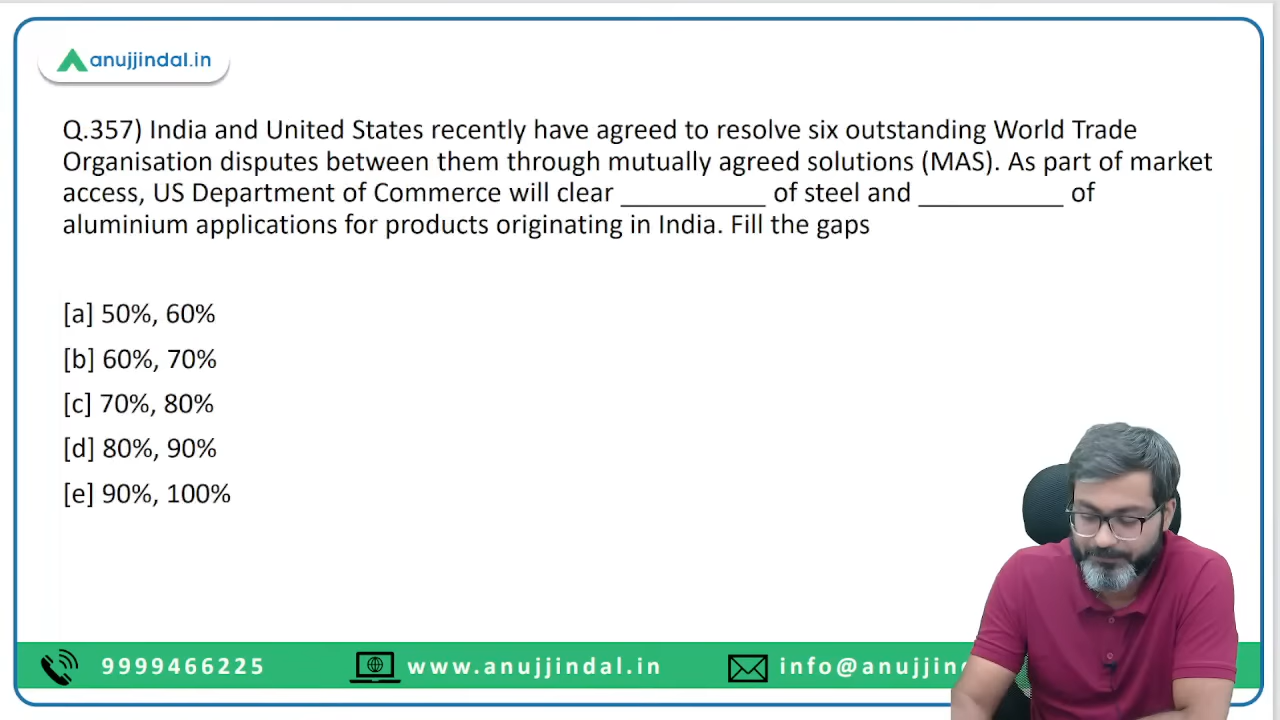 anujjindal.in
Q.357) India and United States recently have agreed to resolve six outstanding World Trade
Organisation disputes between them through mutually agreed solutions (MAS). As part of market
access, US Department of Commerce will clear ___________ of steel and ___________ of
aluminium applications for products originating in India. Fill the gaps
[a] 50%, 60%
[b] 60%, 70%
[c] 70%, 80%
[d] 80%, 90%
[e] 90%, 100%
9999466225 www.anujjindal.in info@anujjin